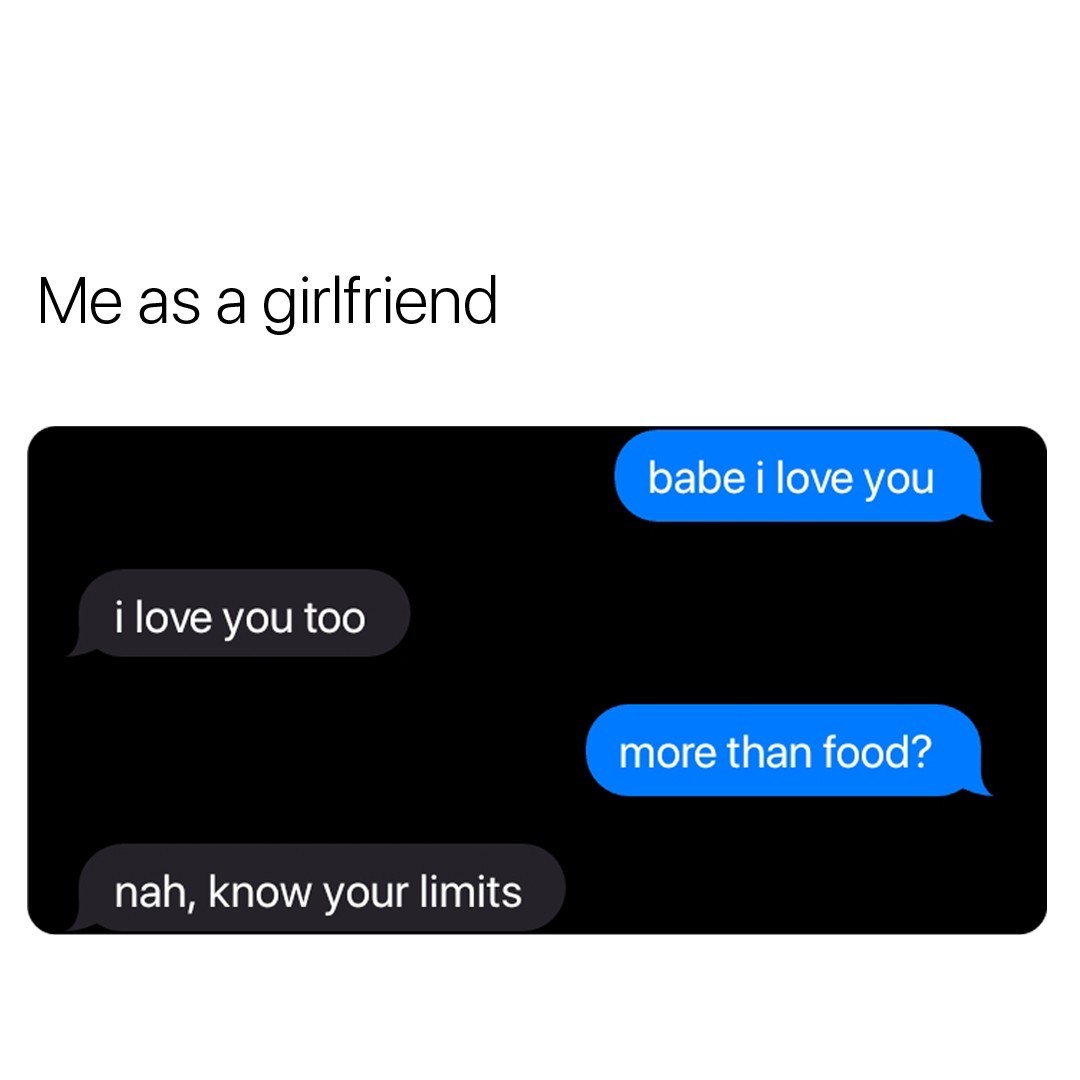 Me as a girlfriend
babe i love you
i love you too
more than food?
nah, know your limits